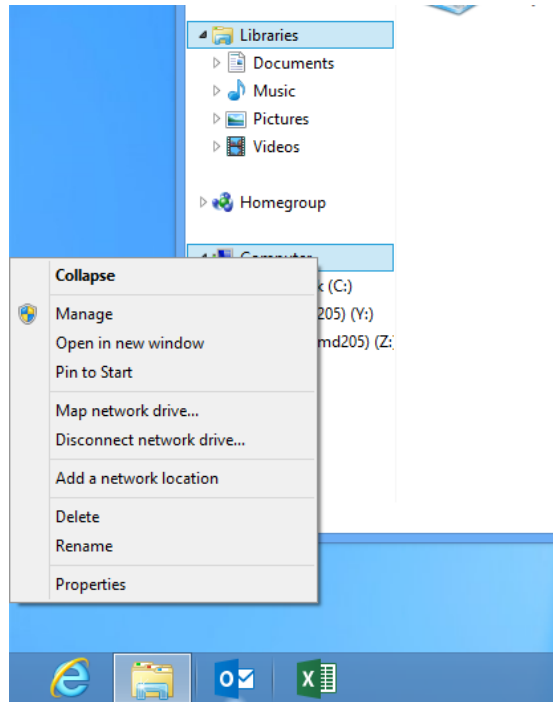 Libraries
Documents
Music
Pictures
Videos
Homegroup
Computer
Collapse
k (C:)
Manage
205) (Y:)
Open in new window
md205) (Z:
Pin to Start
Map network drive...
Disconnect network drive...
Add a network location
Delete
Rename
Properties